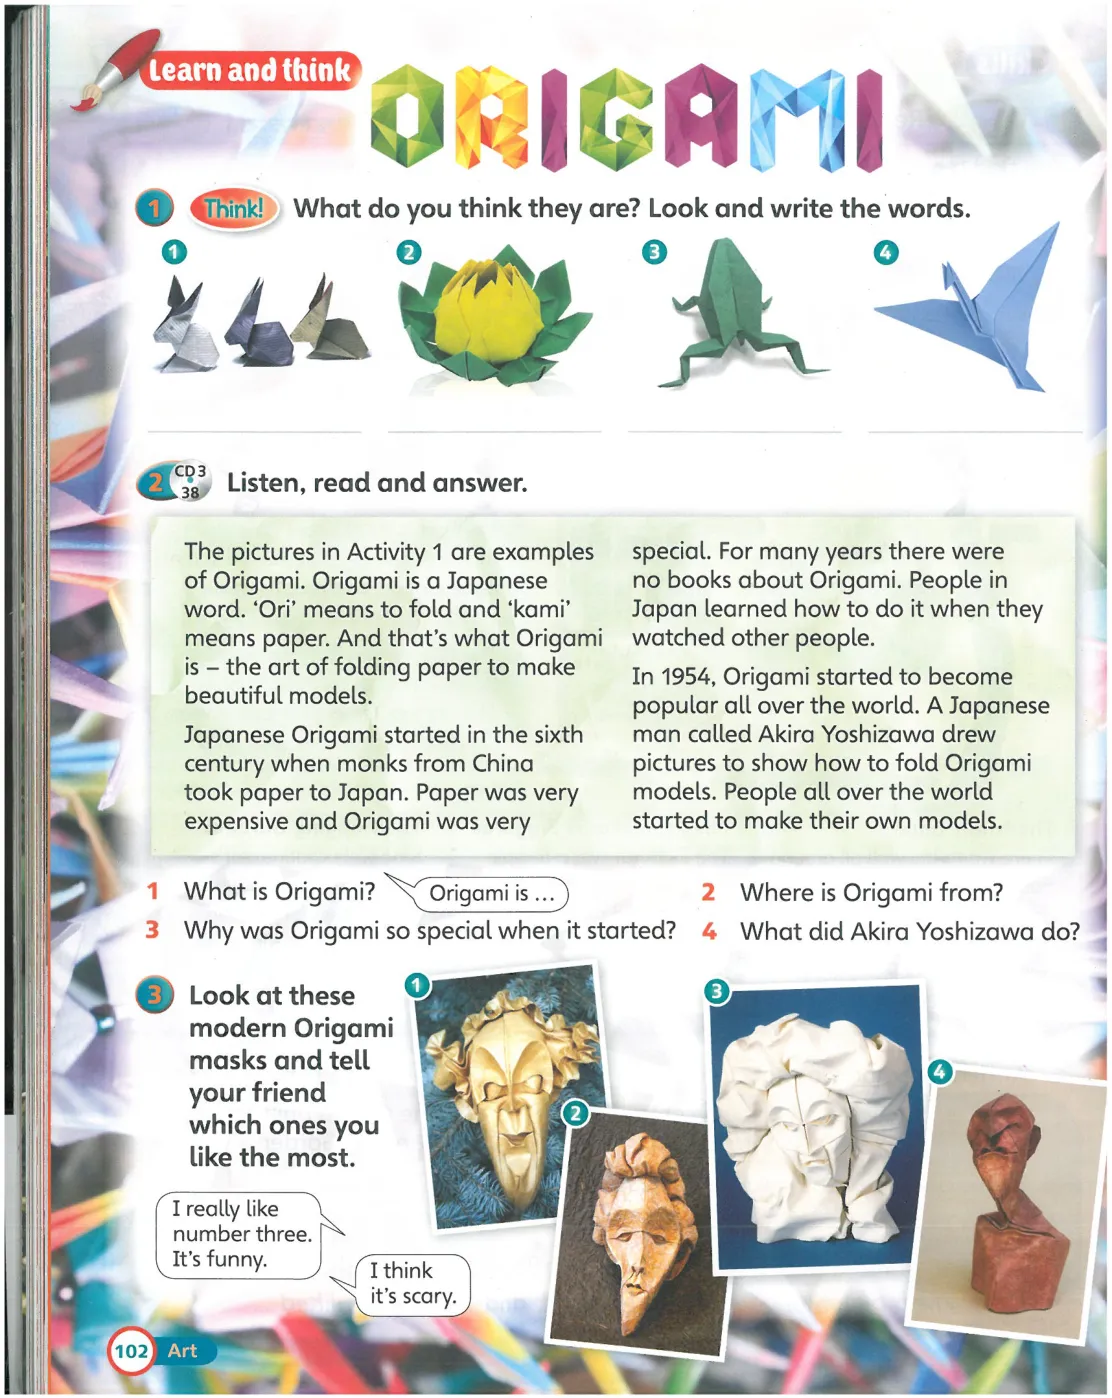 Learn and think
ORIGAMI
1 Think! What do you think they are? Look and write the words.
1
2
3
4
2 CD3 38 Listen, read and answer.
The pictures in Activity 1 are examples
of Origami. Origami is a Japanese
word. ‘Ori’ means to fold and ‘kami’
means paper. And that’s what Origami
is – the art of folding paper to make
beautiful models.
Japanese Origami started in the sixth
century when monks from China
took paper to Japan. Paper was very
expensive and Origami was very
special. For many years there were
no books about Origami. People in
Japan learned how to do it when they
watched other people.
In 1954, Origami started to become
popular all over the world. A Japanese
man called Akira Yoshizawa drew
pictures to show how to fold Origami
models. People all over the world
started to make their own models.
1 What is Origami?
Origami is ...
2 Where is Origami from?
3 Why was Origami so special when it started?
4 What did Akira Yoshizawa do?
3 Look at these
modern Origami
masks and tell
your friend
which ones you
like the most.
1
2
3
4
I really like
number three.
It’s funny.
I think
it’s scary.
102 Art